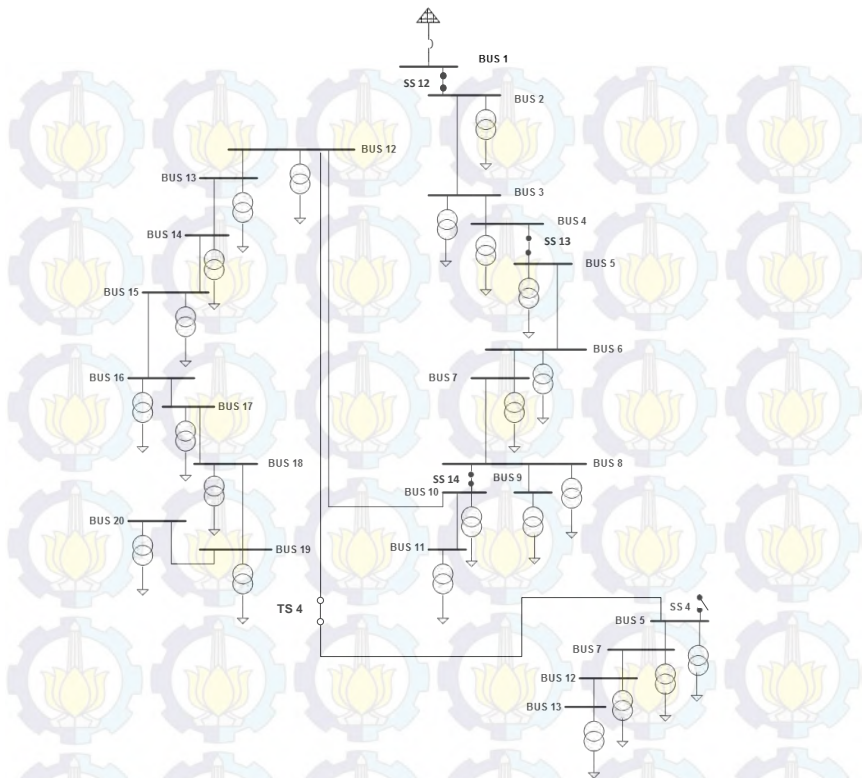 BUS 1
SS 12
BUS 2
BUS 12
BUS 13
BUS 3
BUS 4
BUS 14
SS 13
BUS 5
BUS 15
BUS 6
BUS 16
BUS 7
BUS 17
BUS 18
BUS 8
SS 14
BUS 9
BUS 10
BUS 20
BUS 19
BUS 11
TS 4
SS 4
BUS 5
BUS 7
BUS 12
BUS 13